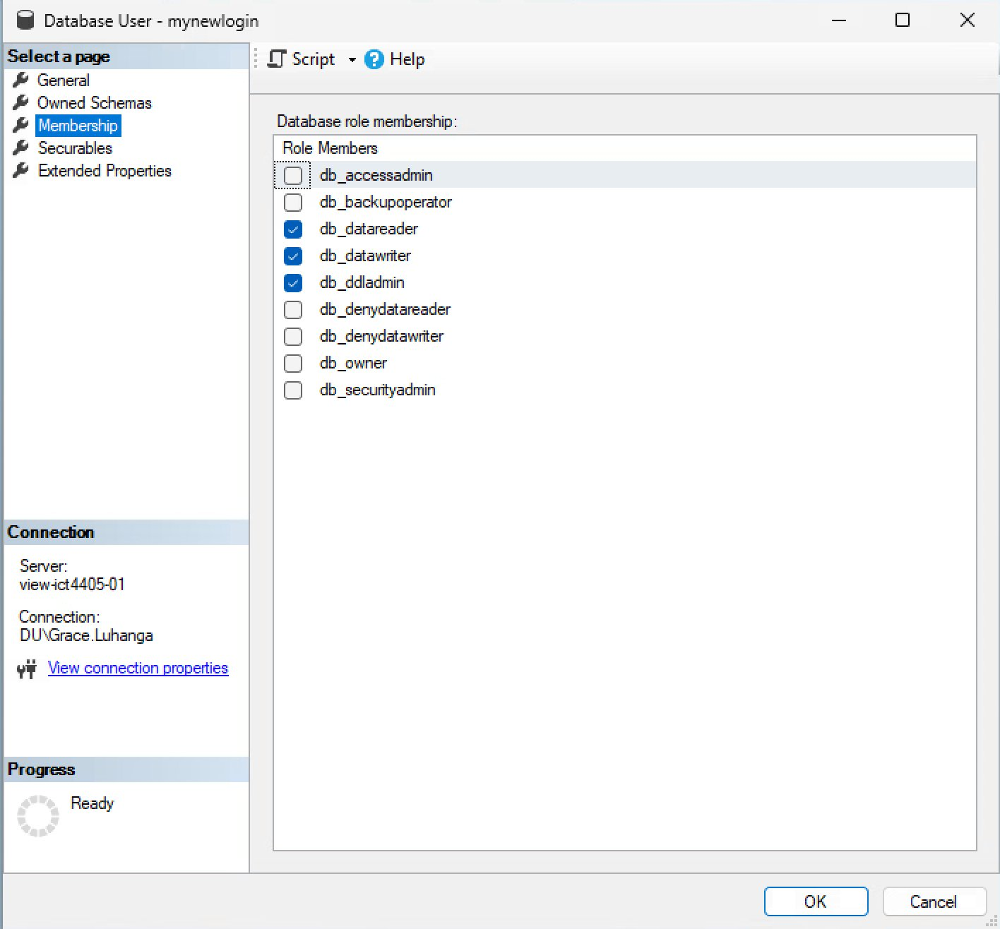 Database User - mynewlogin
Select a page
General
Owned Schemas
Membership
Securables
Extended Properties
Script
? Help
Database role membership:
Role Members
db_accessadmin
db_backupoperator
db_datareader
db_datawriter
db_ddladmin
db_denydatareader
db_denydatawriter
db_owner
db_securityadmin
Connection
Server:
view-ict4405-01
Connection:
DU\Grace.Luhanga
View connection properties
Progress
Ready
OK
Cancel